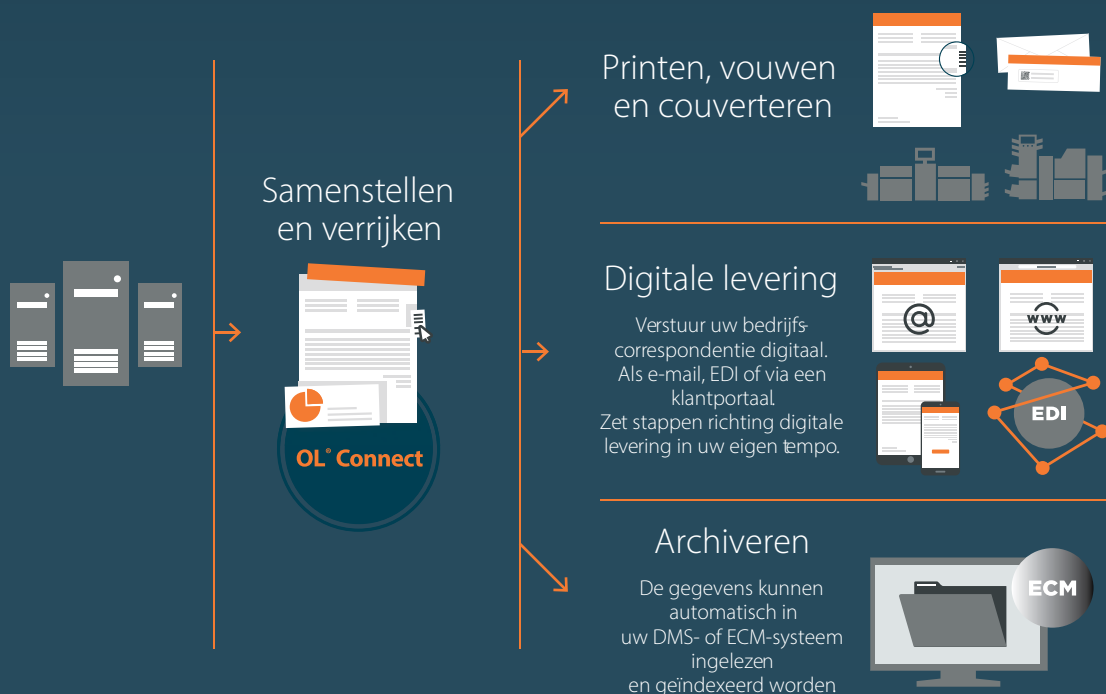 Samenstellen
en verrijken
OL® Connect
Printen, vouwen
en couverteren
Digitale levering
Verstuur uw bedrijfs-
correspondentie digitaal.
Als e-mail, EDI of via een
klantportaal.
Zet stappen richting digitale
levering in uw eigen tempo.
@
www
EDI
Archiveren
De gegevens kunnen
automatisch in
uw DMS- of ECM-systeem
ingelezen
en geïndexeerd worden
ECM